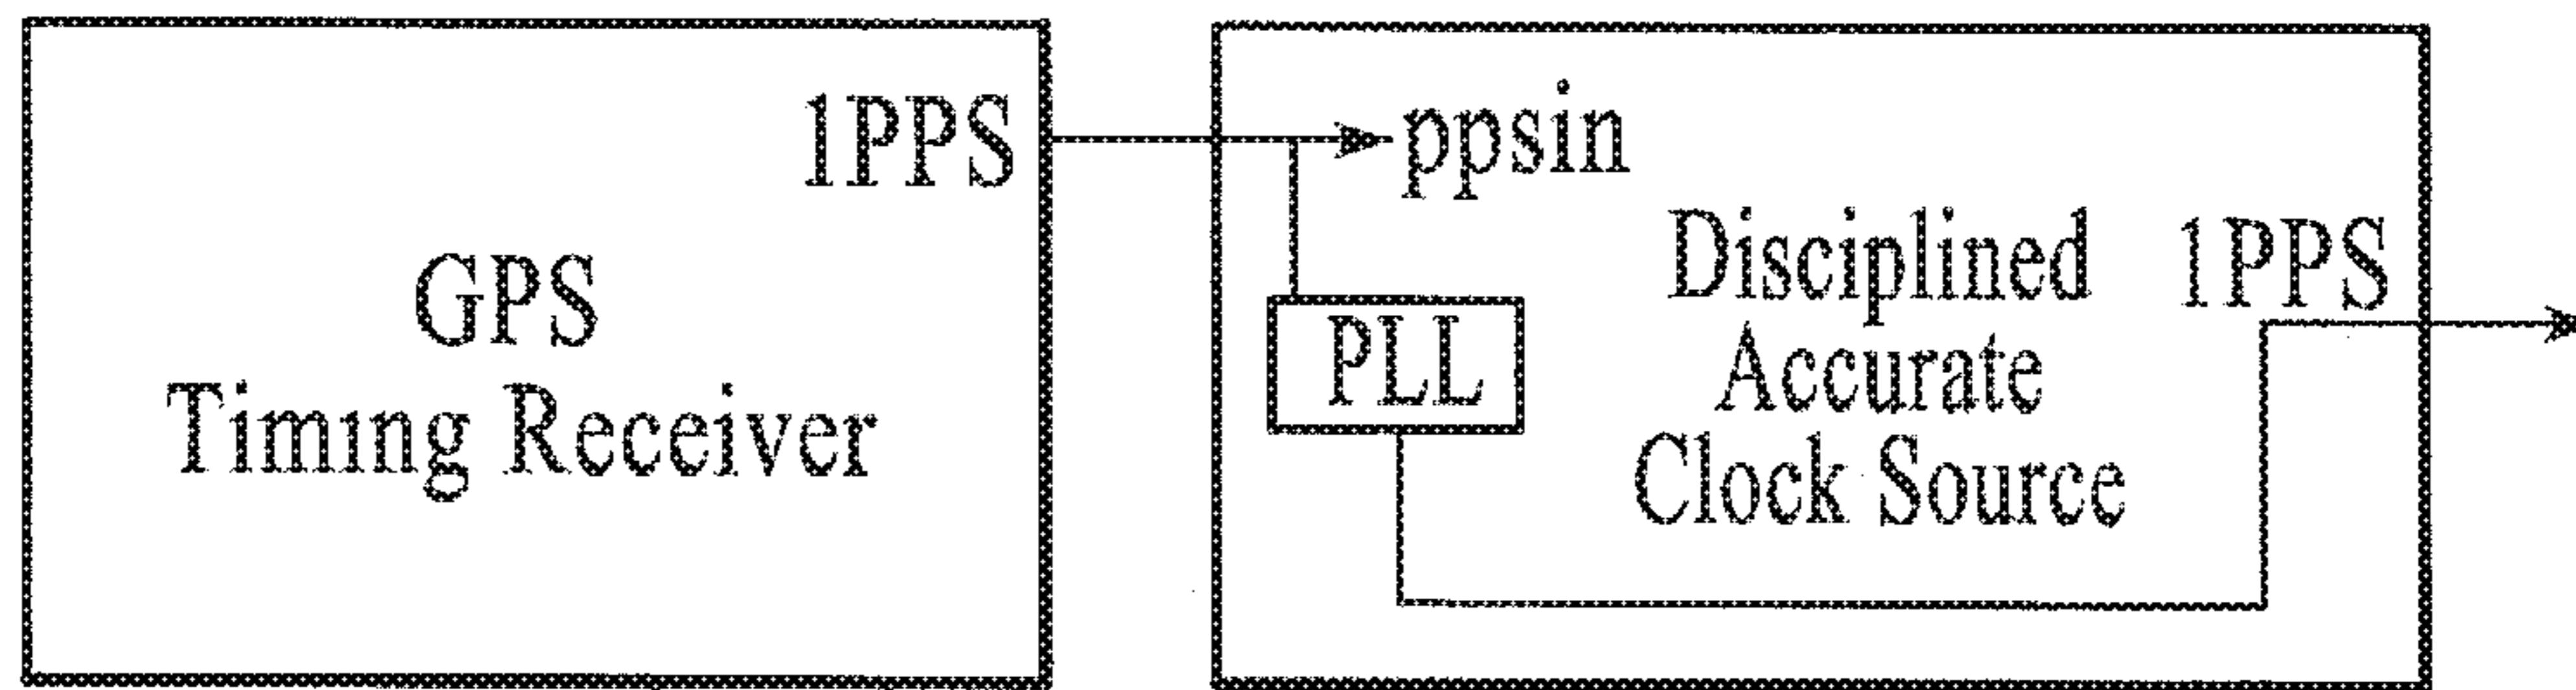 1PPS
GPS
Timing Receiver
ppsin
PLL
Disciplined
Accurate
Clock Source
1PPS